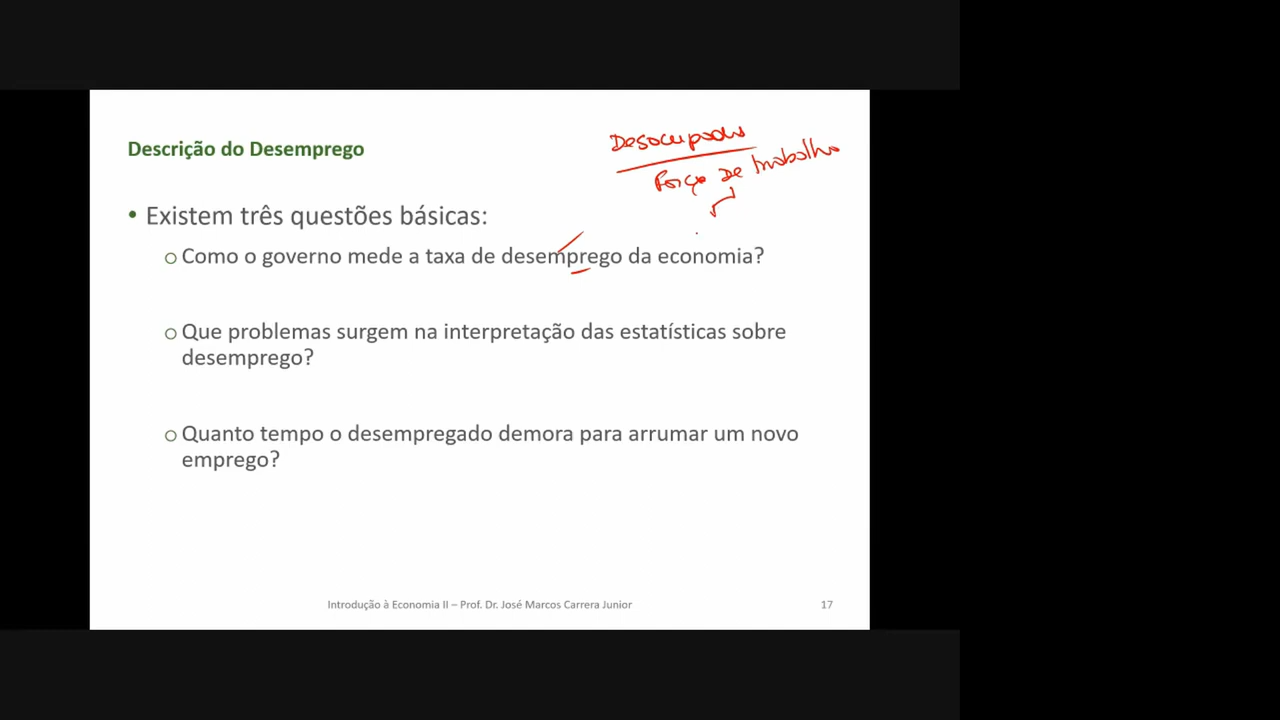 Descrição do Desemprego
Desocupados
Força de trabalho
• Existem três questões básicas:
o Como o governo mede a taxa de desemprego da economia?
o Que problemas surgem na interpretação das estatísticas sobre
desemprego?
o Quanto tempo o desempregado demora para arrumar um novo
emprego?
Introdução à Economia II – Prof. Dr. José Marcos Carrera Junior
17